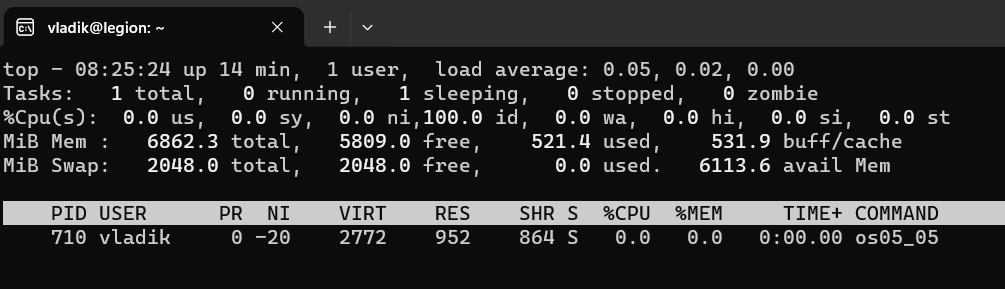 vladik@legion: ~
top - 08:25:24 up 14 min,  1 user,  load average: 0.05, 0.02, 0.00
Tasks:   1 total,   0 running,   1 sleeping,   0 stopped,   0 zombie
%Cpu(s):  0.0 us,  0.0 sy,  0.0 ni,100.0 id,  0.0 wa,  0.0 hi,  0.0 si,  0.0 st
MiB Mem :   6862.3 total,   5809.0 free,    521.4 used,    531.9 buff/cache
MiB Swap:   2048.0 total,   2048.0 free,      0.0 used.   6113.6 avail Mem
    PID USER      PR  NI    VIRT    RES    SHR S  %CPU  %MEM     TIME+ COMMAND
    710 vladik     0 -20    2772    952    864 S   0.0   0.0   0:00.00 os05_05